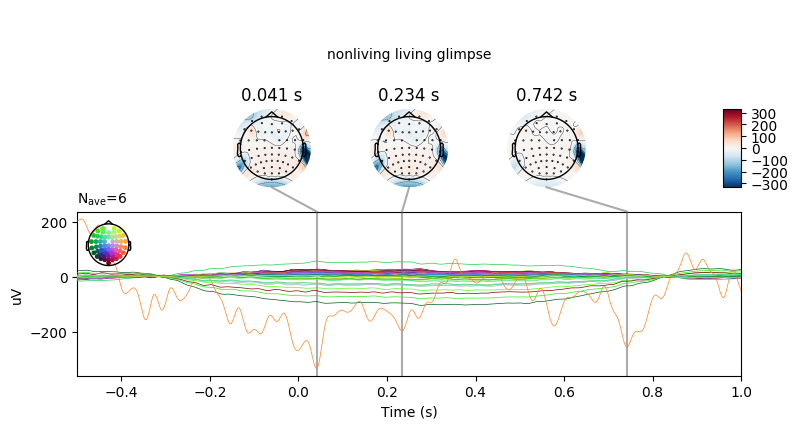 nonliving living glimpse
0.041 s 0.234 s 0.742 s
300
200
100
0
−100
−200
−300
Nave=6
200
0
−200
uV
−0.4 −0.2 0.0 0.2 0.4 0.6 0.8 1.0
Time (s)